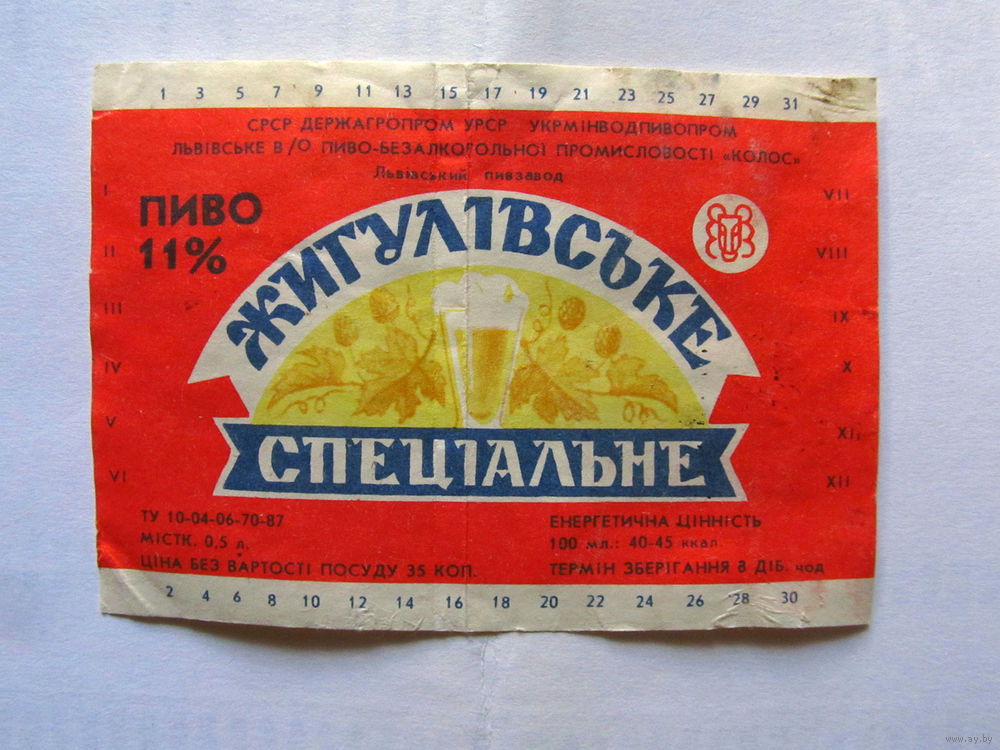 1 3 5 7 9 11 13 15 17 19 21 23 25 27 29 31
СРСР ДЕРЖАГРОПРОМ УРСР УКРМІНВОДПИВОПРОМ
ЛЬВІВСЬКЕ В/О ПИВО-БЕЗАЛКОГОЛЬНОЇ ПРОМИСЛОВОСТІ «КОЛОС»
Львівський пивзавод
I
II
III
IV
V
VI
ПИВО
11%
ЖИГУЛІВСЬКЕ
СПЕЦІАЛЬНЕ
VII
VIII
IX
X
XI
XII
ТУ 10-04-06-70-87
МІСТК. 0,5 л.
ЦІНА БЕЗ ВАРТОСТІ ПОСУДУ 35 КОП.
ЕНЕРГЕТИЧНА ЦІННІСТЬ
100 мл.: 40-45 ккал.
ТЕРМІН ЗБЕРІГАННЯ 8 ДІБ.
2 4 6 8 10 12 14 16 18 20 22 24 26 28 30
www.ay.by